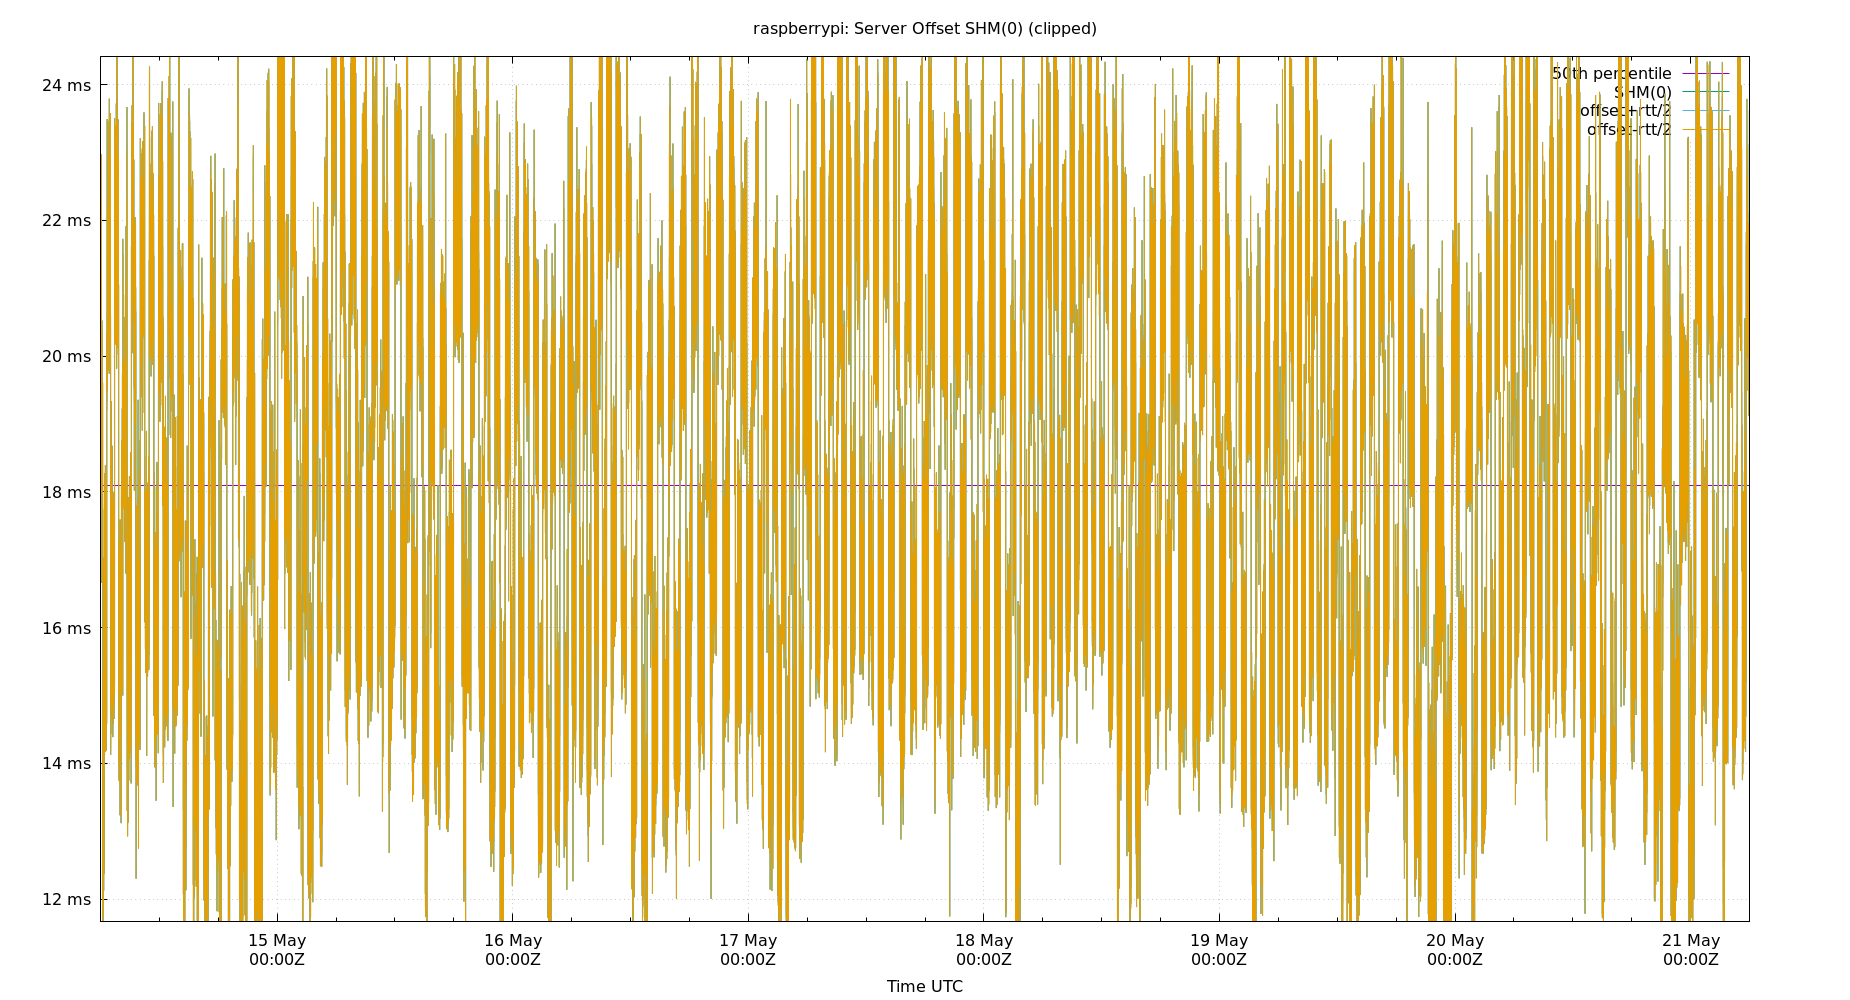 raspberrypi: Server Offset SHM(0) (clipped)
24 ms
22 ms
20 ms
18 ms
16 ms
14 ms
12 ms
50th percentile
SHM(0)
offset+rtt/2
offset-rtt/2
15 May
00:00Z
16 May
00:00Z
17 May
00:00Z
18 May
00:00Z
19 May
00:00Z
20 May
00:00Z
21 May
00:00Z
Time UTC